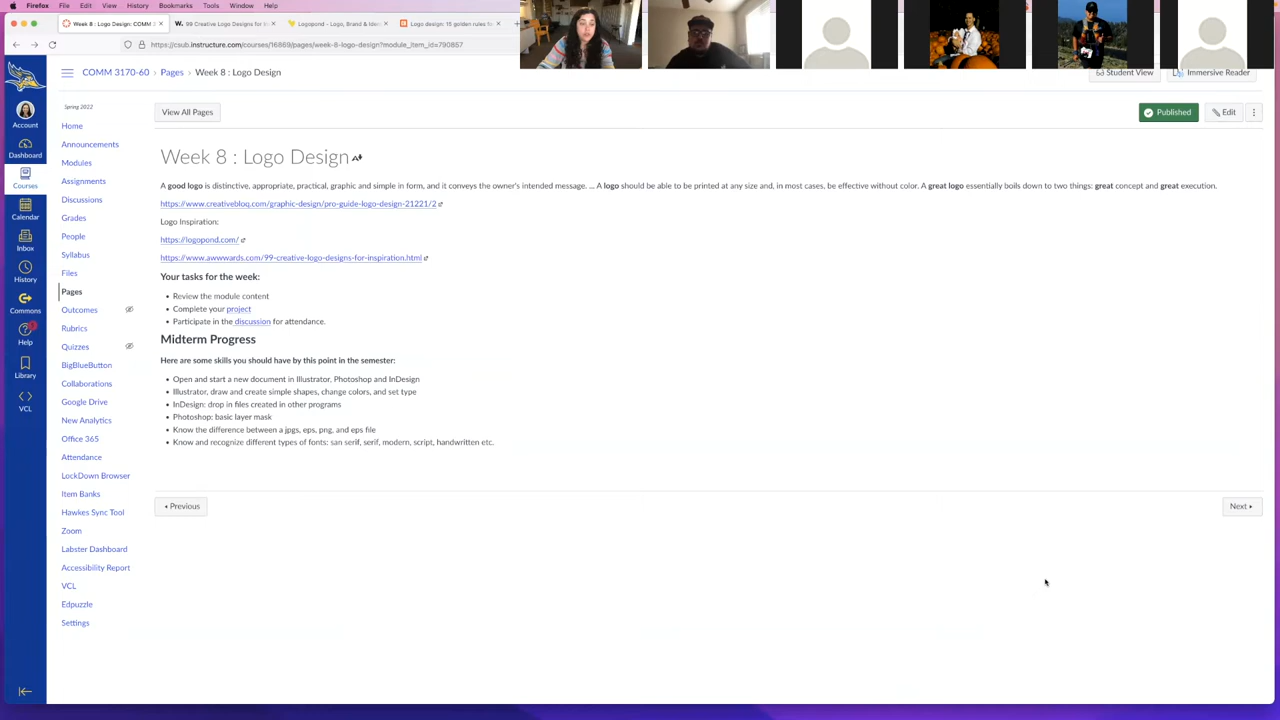 Firefox File Edit View History Bookmarks Tools Window Help
Week 8 : Logo Design: COMM 3
99 Creative Logo Designs for th
Logopond - Logo, Brand & Iden
Logo design: 15 golden rules fo
https://csub.instructure.com/courses/16869/pages/week-8-logo-design?module_item_id=790857
COMM 3170-60 › Pages › Week 8 : Logo Design
Student View
Immersive Reader
Spring 2022
View All Pages
Published
Edit
Account
Dashboard
Courses
Calendar
Inbox
History
Commons
Help
Library
VCL
Home
Announcements
Modules
Assignments
Discussions
Grades
People
Syllabus
Files
Pages
Outcomes
Rubrics
Quizzes
BigBlueButton
Collaborations
Google Drive
New Analytics
Office 365
Attendance
LockDown Browser
Item Banks
Hawkes Sync Tool
Zoom
Labster Dashboard
Accessibility Report
VCL
Edpuzzle
Settings
Week 8 : Logo Design
A good logo is distinctive, appropriate, practical, graphic and simple in form, and it conveys the owner's intended message. ... A logo should be able to be printed at any size and, in most cases, be effective without color. A great logo essentially boils down to two things: great concept and great execution.
https://www.creativebloq.com/graphic-design/pro-guide-logo-design-21221/2
Logo Inspiration:
https://logopond.com/
https://www.awwwards.com/99-creative-logo-designs-for-inspiration.html
Your tasks for the week:
• Review the module content
• Complete your project
• Participate in the discussion for attendance.
Midterm Progress
Here are some skills you should have by this point in the semester:
• Open and start a new document in Illustrator, Photoshop and InDesign
• Illustrator, draw and create simple shapes, change colors, and set type
• InDesign: drop in files created in other programs
• Photoshop: basic layer mask
• Know the difference between a jpgs, eps, png, and eps file
• Know and recognize different types of fonts: san serif, serif, modern, script, handwritten etc.
Previous
Next